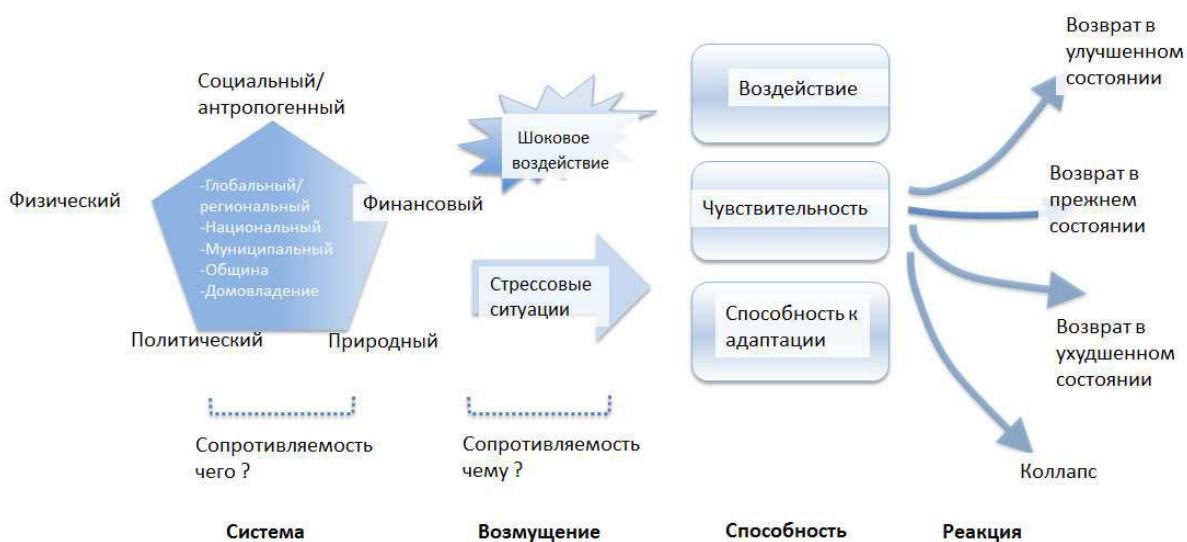 Социальный/
антропогенный
Физический
Финансовый
Политический
Природный
-Глобальный/
региональный
-Национальный
-Муниципальный
-Община
-Домовладение
Сопротивляемость
чего ?
Система
Шоковое
воздействие
Стрессовые
ситуации
Сопротивляемость
чему ?
Возмущение
Воздействие
Чувствительность
Способность к
адаптации
Способность
Возврат в
улучшенном
состоянии
Возврат в
прежнем
состоянии
Возврат в
ухудшенном
состоянии
Коллапс
Реакция